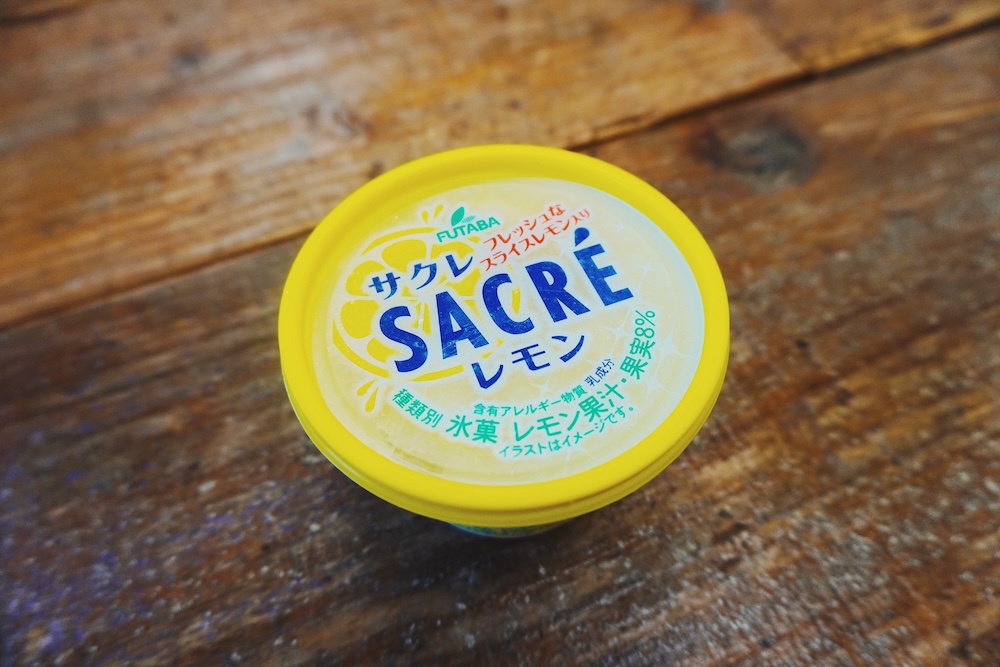 FUTABA
フレッシュな
スライスレモン入り
サクレ
SACRÉ
レモン
含有アレルギー物質 乳成分
種類別 氷菓 レモン果汁・果実8%
イラストはイメージです。